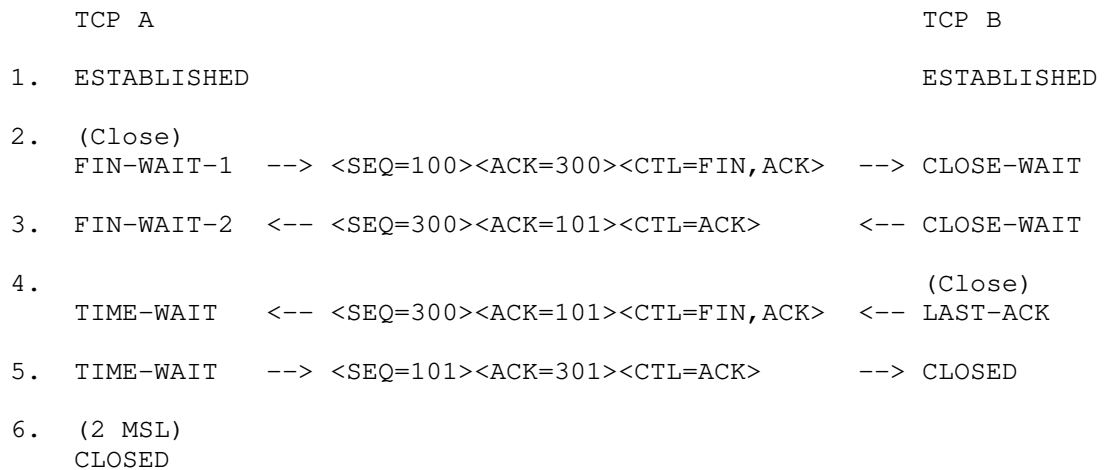 TCP A                                                TCP B
1.  ESTABLISHED                                          ESTABLISHED
2.  (Close)
    FIN-WAIT-1  --> <SEQ=100><ACK=300><CTL=FIN,ACK>  --> CLOSE-WAIT
3.  FIN-WAIT-2  <-- <SEQ=300><ACK=101><CTL=ACK>      <-- CLOSE-WAIT
4.                                                       (Close)
    TIME-WAIT   <-- <SEQ=300><ACK=101><CTL=FIN,ACK>  <-- LAST-ACK
5.  TIME-WAIT   --> <SEQ=101><ACK=301><CTL=ACK>      --> CLOSED
6.  (2 MSL)
    CLOSED